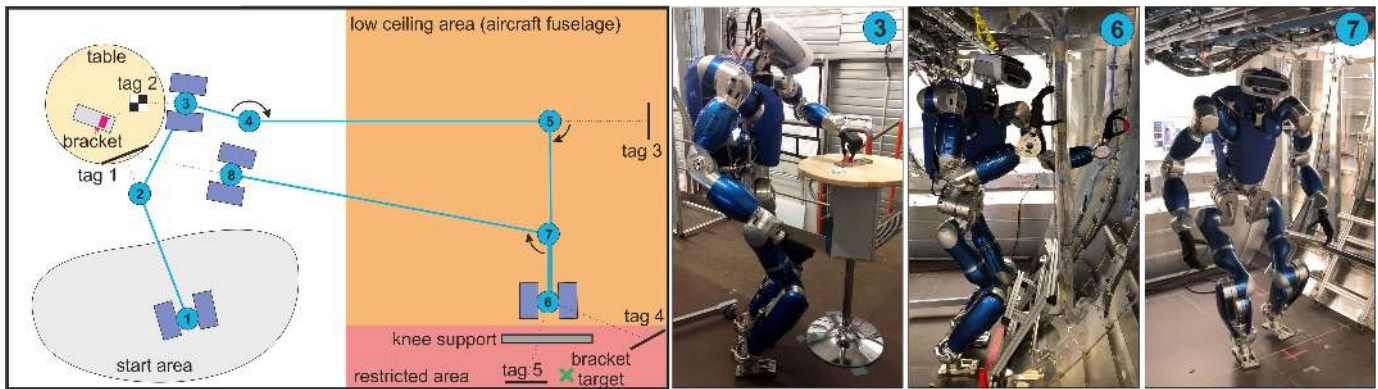 low ceiling area (aircraft fuselage)
table
tag 2
bracket
tag 1
1
2
3
4
5
6
7
8
tag 3
tag 4
knee support
tag 5
bracket
target
restricted area
start area
3
6
7